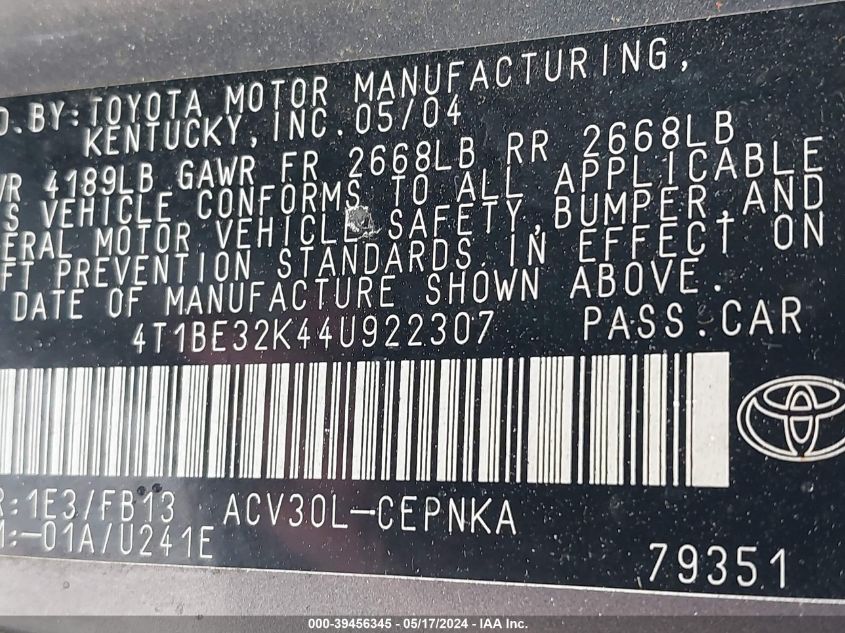 D. BY: TOYOTA MOTOR MANUFACTURING,
KENTUCKY, INC. 05/04
WR 4189LB GAWR FR 2668LB RR 2668LB
S VEHICLE CONFORMS TO ALL APPLICABLE
ERAL MOTOR VEHICLE SAFETY, BUMPER, AND
FT PREVENTION STANDARDS IN EFFECT ON
DATE OF MANUFACTURE SHOWN ABOVE.
4T1BE32K44U922307 PASS. CAR
R:1E3/FB13 ACV30L-CEPNKA
:-01A/U241E
79351
000-39456345 - 05/17/2024 - IAA Inc.